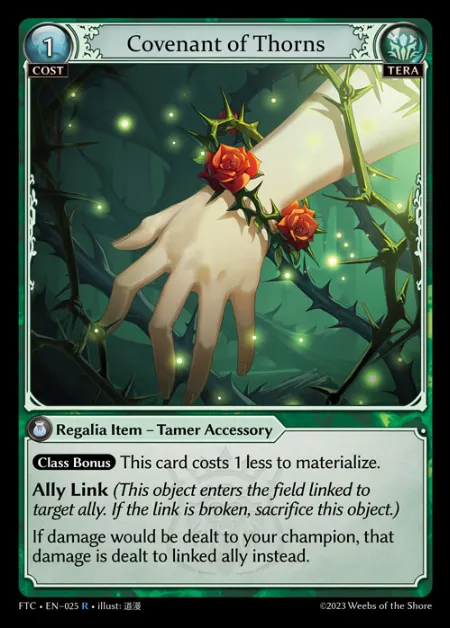 1
Covenant of Thorns
COST
TERA
Regalia Item – Tamer Accessory
Class Bonus This card costs 1 less to materialize.
Ally Link (This object enters the field linked to
target ally. If the link is broken, sacrifice this object.)
If damage would be dealt to your champion, that
damage is dealt to linked ally instead.
FTC • EN-025 R • illust: 道漫
©2023 Weebs of the Shore